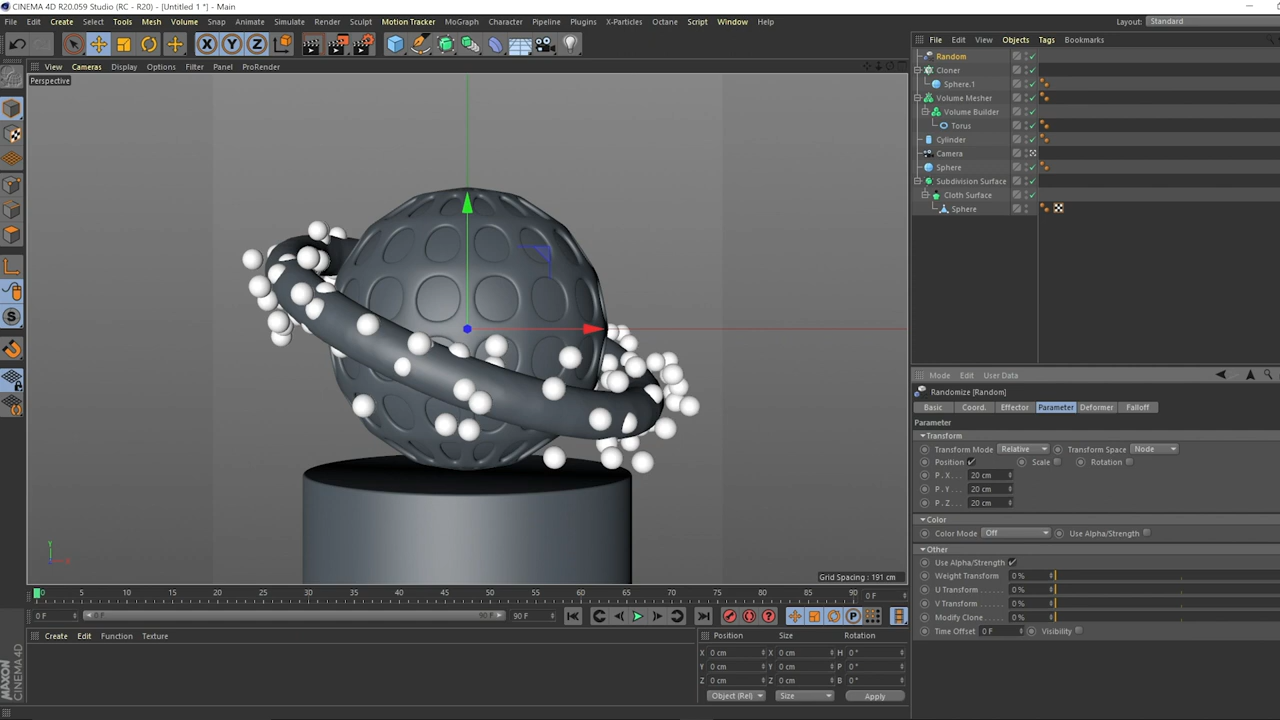 CINEMA 4D R20.059 Studio (RC - R20) - [Untitled 1 *] - Main
File Edit Create Select Tools Mesh Volume Snap Animate Simulate Render Sculpt Motion Tracker MoGraph Character Pipeline Plugins X-Particles Octane Script Window Help
Layout: Standard
X Y Z
File Edit View Objects Tags Bookmarks
View Cameras Display Options Filter Panel ProRender
Perspective
Random
Cloner
Sphere.1
Volume Mesher
Volume Builder
Torus
Cylinder
Camera
Sphere
Subdivision Surface
Cloth Surface
Sphere
Mode Edit User Data
Randomize [Random]
Basic Coord. Effector Parameter Deformer Falloff
Parameter
Transform
Transform Mode Relative Transform Space Node
Position Scale Rotation
P . X . . . 20 cm
P . Y . . . 20 cm
P . Z . . . 20 cm
Color
Color Mode Off Use Alpha/Strength
Other
Use Alpha/Strength
Weight Transform 0 %
U Transform . . . . . . 0 %
V Transform . . . . . . 0 %
Modify Clone . . . . . 0 %
Time Offset 0 F Visibility
Y
X
Grid Spacing : 191 cm
0 5 10 15 20 25 30 35 40 45 50 55 60 65 70 75 80 85 90 0 F
0 F 0 F 90 F 90 F
Create Edit Function Texture
Position Size Rotation
X 0 cm X 0 cm H 0 °
Y 0 cm Y 0 cm P 0 °
Z 0 cm Z 0 cm B 0 °
Object (Rel) Size Apply
MAXON
CINEMA 4D